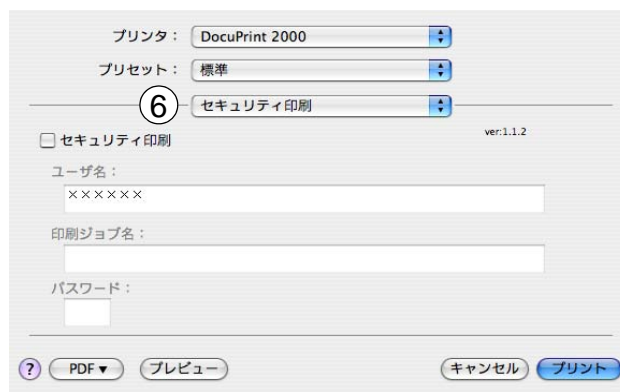 プリンタ： DocuPrint 2000
プリセット： 標準
⑥ セキュリティ印刷
セキュリティ印刷 ver:1.1.2
ユーザ名：
××××××
印刷ジョブ名：
パスワード：
? PDF▼ プレビュー キャンセル プリント